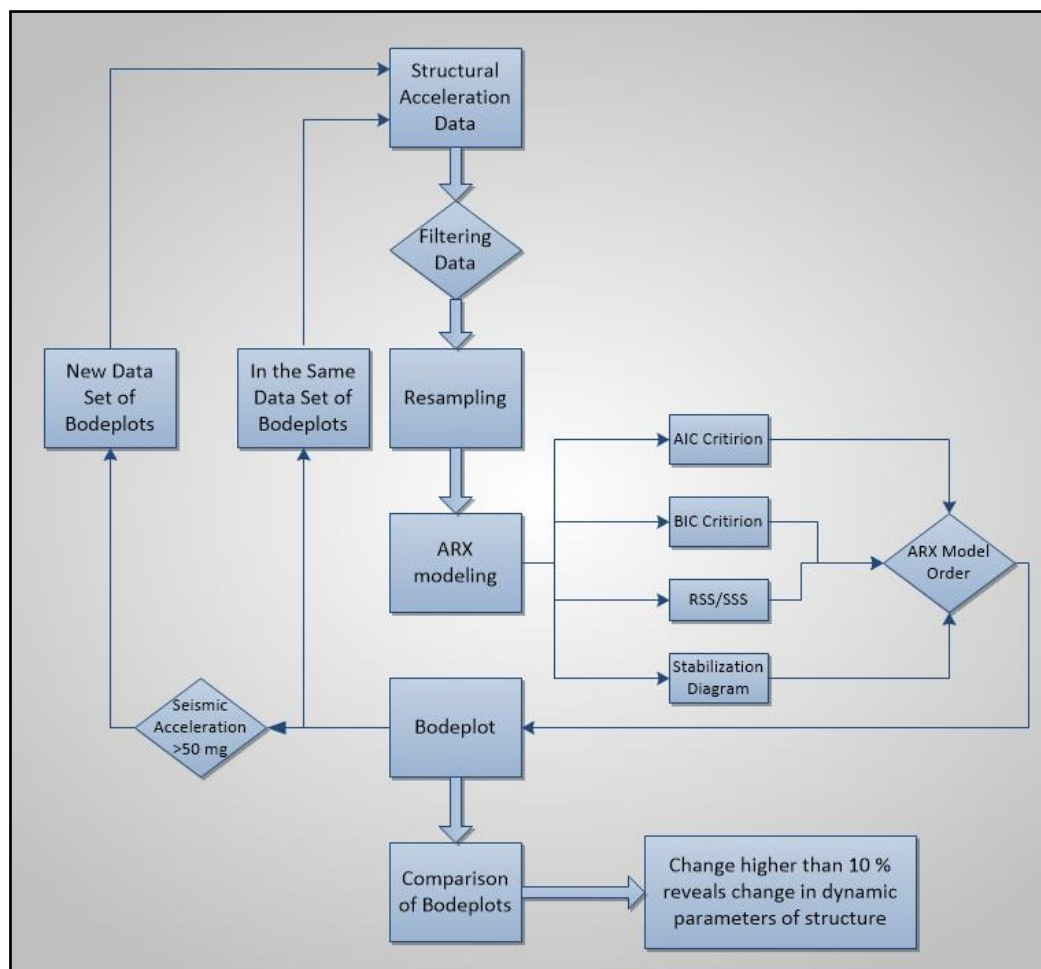 Structural
Acceleration
Data
Filtering
Data
New Data
Set of
Bodeplots
In the Same
Data Set of
Bodeplots
Resampling
ARX
modeling
AIC Critirion
BIC Critirion
RSS/SSS
Stabilization
Diagram
ARX Model
Order
Seismic
Acceleration
>50 mg
Bodeplot
Comparison
of Bodeplots
Change higher than 10 %
reveals change in dynamic
parameters of structure